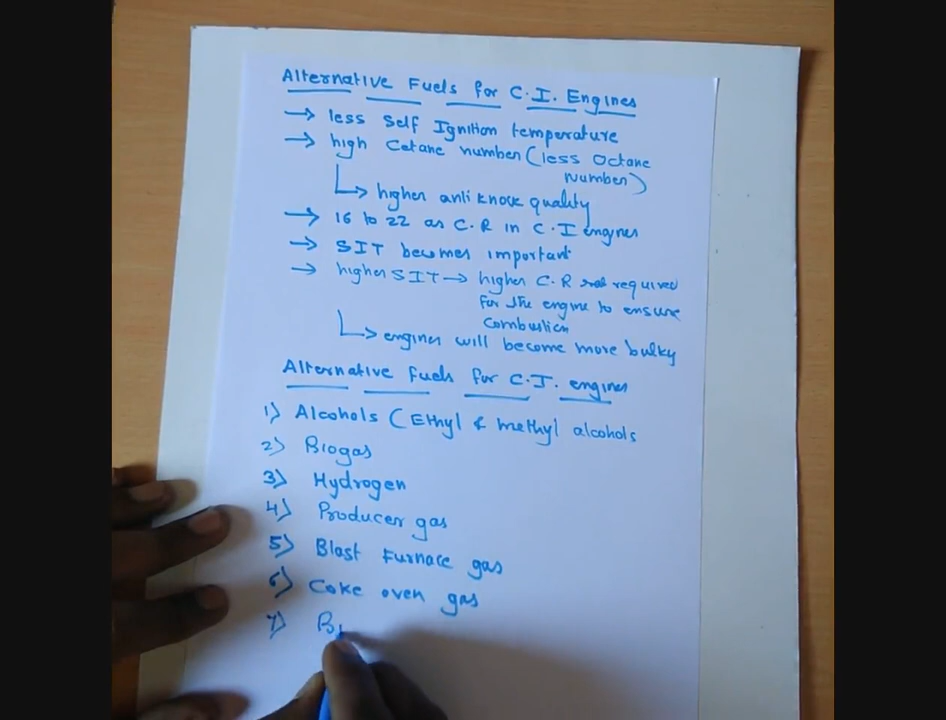 Alternative Fuels for C.I. Engines
→ less Self Ignition temperature
→ high Cetane number (less Octane
number)
↳ higher anti knock quality
→ 16 to 22 as C.R in C.I engines
→ SIT becomes important
→ higher SIT → higher C.R required
for the engine to ensure
combustion
↳ engines will become more bulky
Alternative fuels for C.I. engines
1) Alcohols (Ethyl & methyl alcohols
2) Biogas
3) Hydrogen
4) Producer gas
5) Blast Furnace gas
6) Coke oven gas
7) Bi